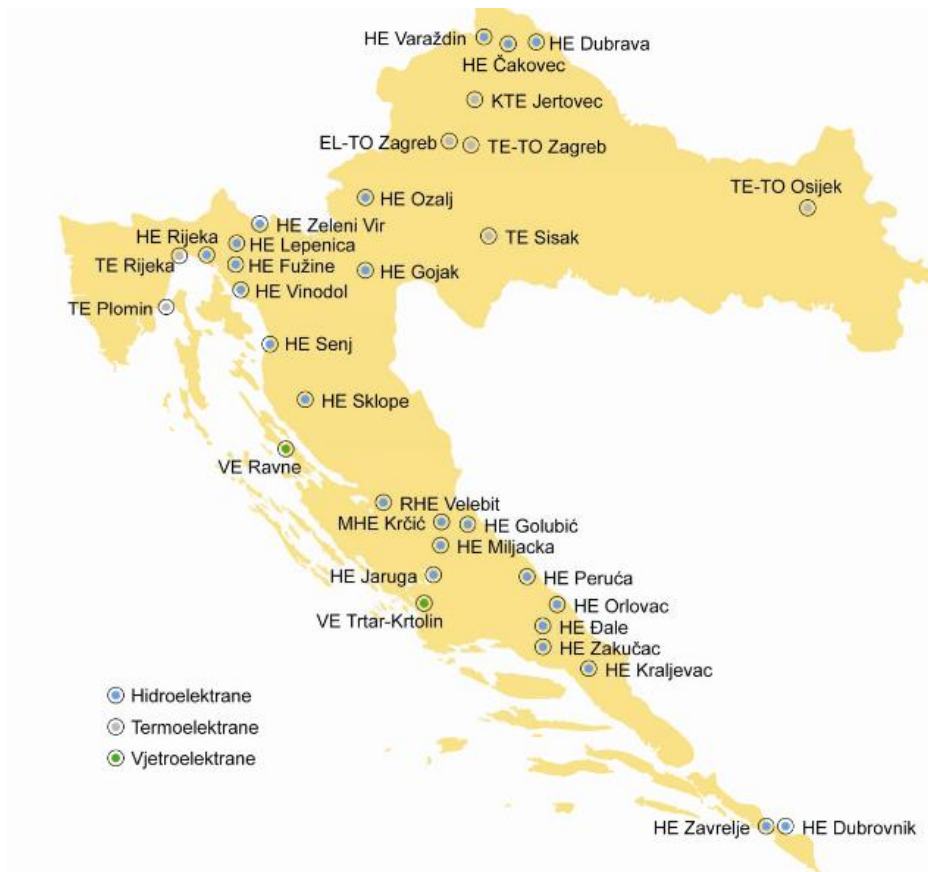 HE Varaždin
HE Dubrava
HE Čakovec
KTE Jertovec
EL-TO Zagreb
TE-TO Zagreb
TE-TO Osijek
HE Ozalj
HE Zeleni Vir
HE Rijeka
TE Sisak
HE Lepenica
TE Rijeka
HE Fužine
HE Gojak
HE Vinodol
TE Plomin
HE Senj
HE Sklope
VE Ravne
RHE Velebit
MHE Krčić
HE Golubić
HE Miljacka
HE Jaruga
HE Peruća
HE Orlovac
VE Trtar-Krtolin
HE Đale
HE Zakučac
HE Kraljevac
Hidroelektrane
Termoelektrane
Vjetroelektrane
HE Zavrelje
HE Dubrovnik